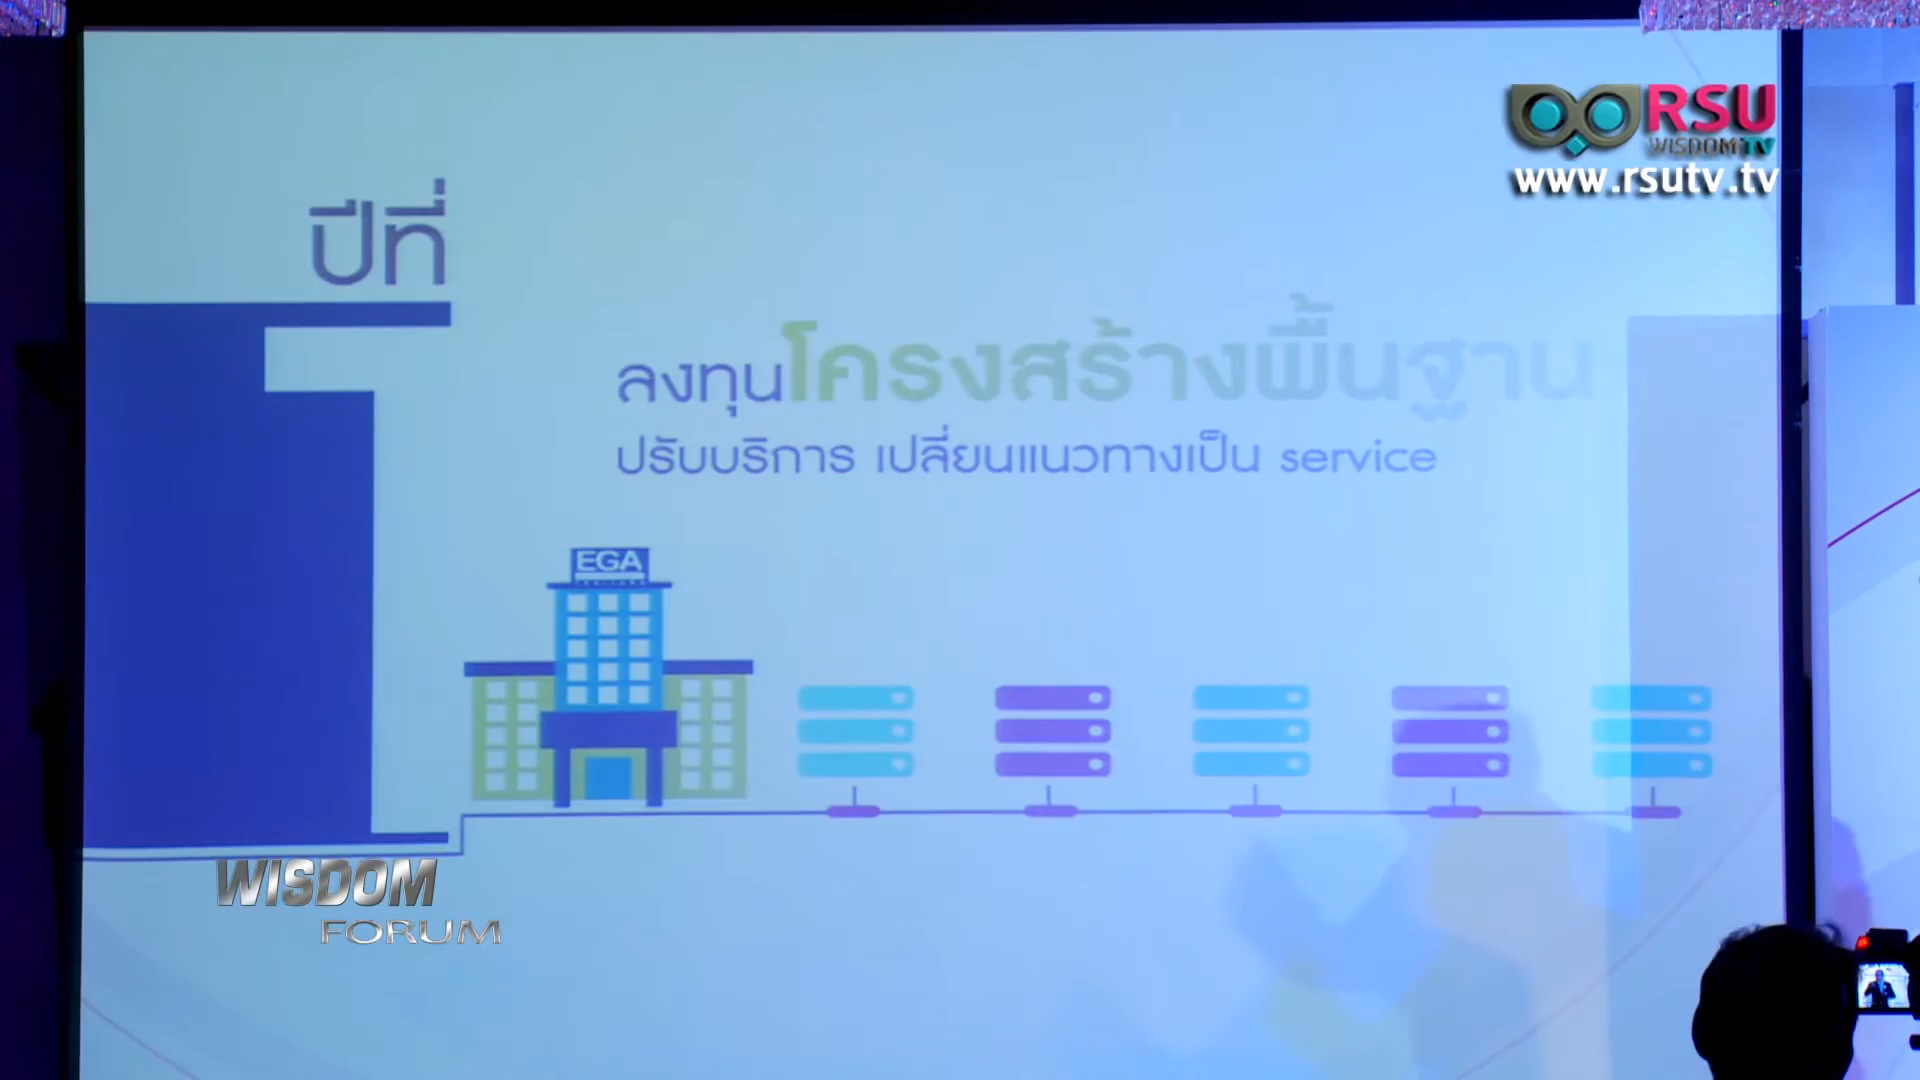 RSU
WISDOM TV
www.rsutv.tv
ปีที่
1
ลงทุนโครงสร้างพื้นฐาน
ปรับบริการ เปลี่ยนแนวทางเป็น service
EGA
WISDOM
FORUM